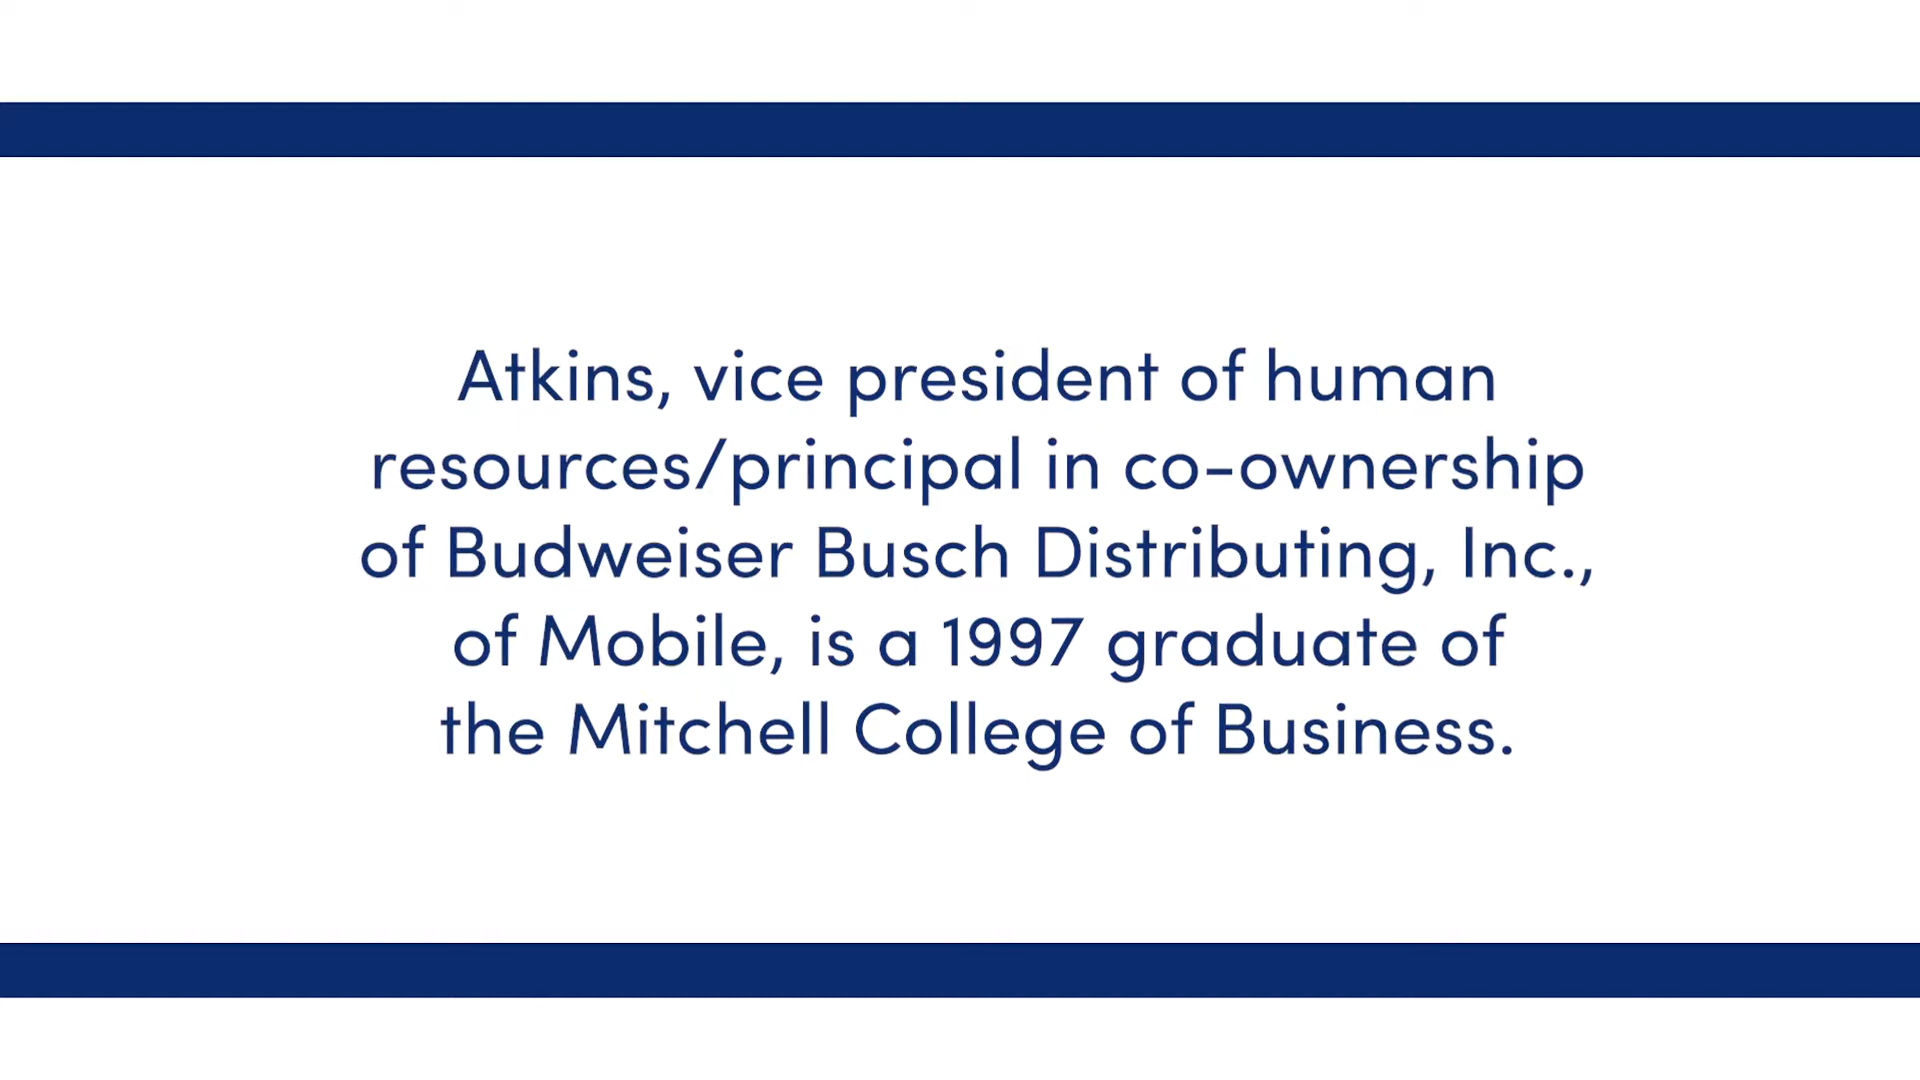 Atkins, vice president of human
resources/principal in co-ownership
of Budweiser Busch Distributing, Inc.,
of Mobile, is a 1997 graduate of
the Mitchell College of Business.